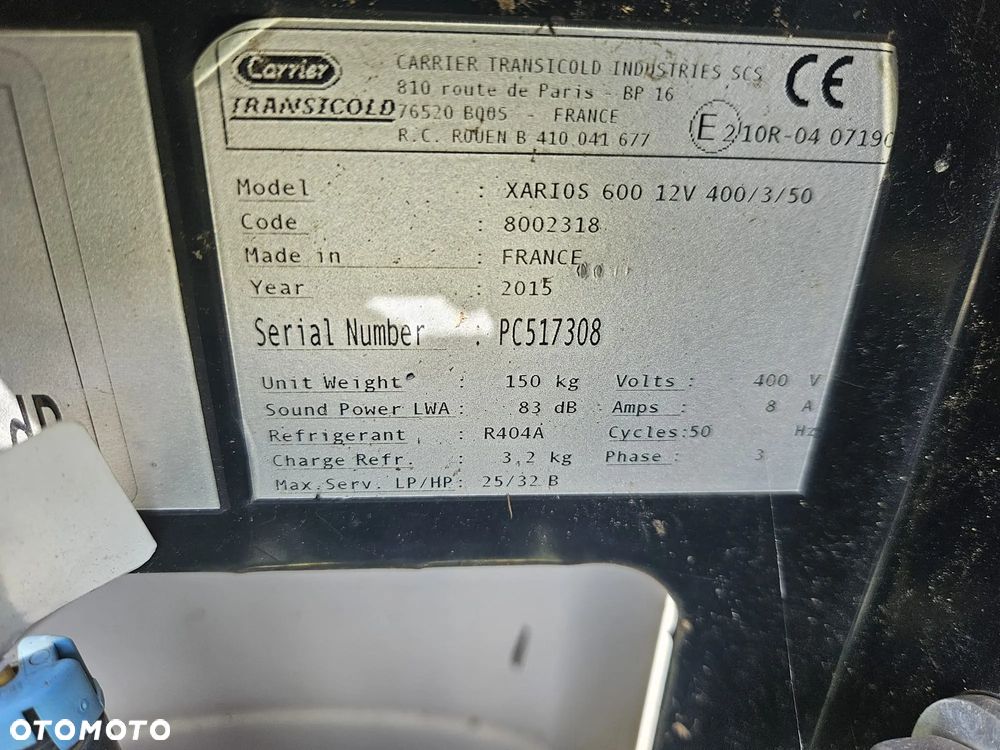 Carrier
TRANSICOLD
CARRIER TRANSICOLD INDUSTRIES SCS
810 route de Paris - BP 16
76520 BOOS - FRANCE
R.C. ROUEN B 410 041 677
CE
E2 10R-04 0719
Model : XARIOS 600 12V 400/3/50
Code : 8002318
Made in : FRANCE
Year : 2015
Serial Number : PC517308
Unit Weight : 150 kg Volts : 400 V
Sound Power LWA : 83 dB Amps : 8 A
Refrigerant : R404A Cycles:50 Hz
Charge Refr. : 3,2 kg Phase : 3
Max.Serv. LP/HP: 25/32 B
OTOMOTO